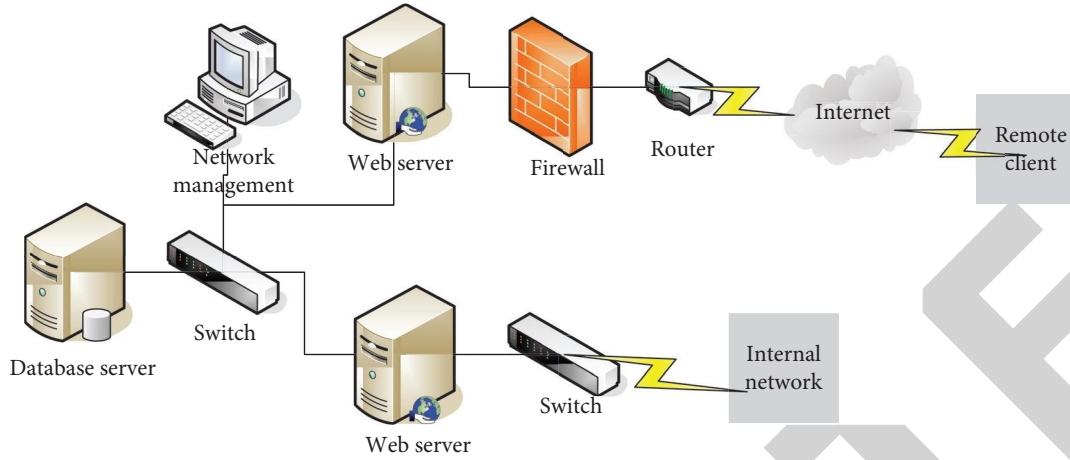 Network
management
Web server
Firewall
Router
Internet
Remote
client
Database server
Switch
Web server
Switch
Internal
network